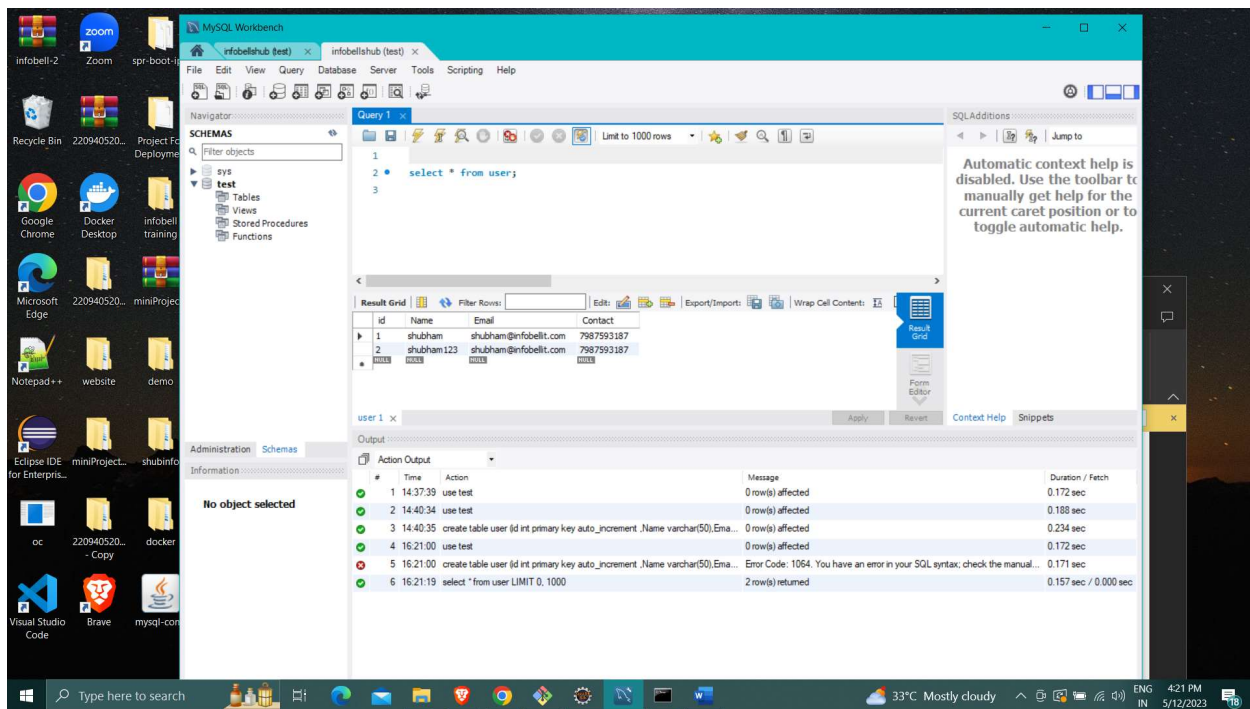 infobell-2
Zoom
spr-boot-ip
Recycle Bin
220940520...
Project Fo
Deployme
Google
Chrome
Docker
Desktop
infobell
training
Microsoft
Edge
220940520...
miniProjec
Notepad++
website
demo
Eclipse IDE
for Enterpris...
miniProject...
shubinfo
oc
220940520...
- Copy
docker
Visual Studio
Code
Brave
mysql-con
zoom
MySQL Workbench
infobellshub (test) ×
infobellshub (test) ×
File Edit View Query Database Server Tools Scripting Help
Navigator
SCHEMAS
Filter objects
sys
test
Tables
Views
Stored Procedures
Functions
Administration Schemas
Information
No object selected
Query 1 ×
Limit to 1000 rows
1
2 select * from user;
3
Result Grid Filter Rows: Edit: Export/Import: Wrap Cell Content:
id Name Email Contact
1 shubham shubham@infobellit.com 7987593187
2 shubham123 shubham@infobellit.com 7987593187
NULL NULL NULL NULL
Result
Grid
Form
Editor
user 1 ×
Apply Revert
SQLAdditions
Jump to
Automatic context help is
disabled. Use the toolbar to
manually get help for the
current caret position or to
toggle automatic help.
Context Help Snippets
Output
Action Output
# Time Action Message Duration / Fetch
1 14:37:39 use test 0 row(s) affected 0.172 sec
2 14:40:34 use test 0 row(s) affected 0.188 sec
3 14:40:35 create table user (id int primary key auto_increment ,Name varchar(50),Ema... 0 row(s) affected 0.234 sec
4 16:21:00 use test 0 row(s) affected 0.172 sec
5 16:21:00 create table user (id int primary key auto_increment ,Name varchar(50),Ema... Error Code: 1064. You have an error in your SQL syntax; check the manual... 0.171 sec
6 16:21:19 select * from user LIMIT 0, 1000 2 row(s) returned 0.157 sec / 0.000 sec
Type here to search
33°C Mostly cloudy
ENG
IN
4:21 PM
5/12/2023
18